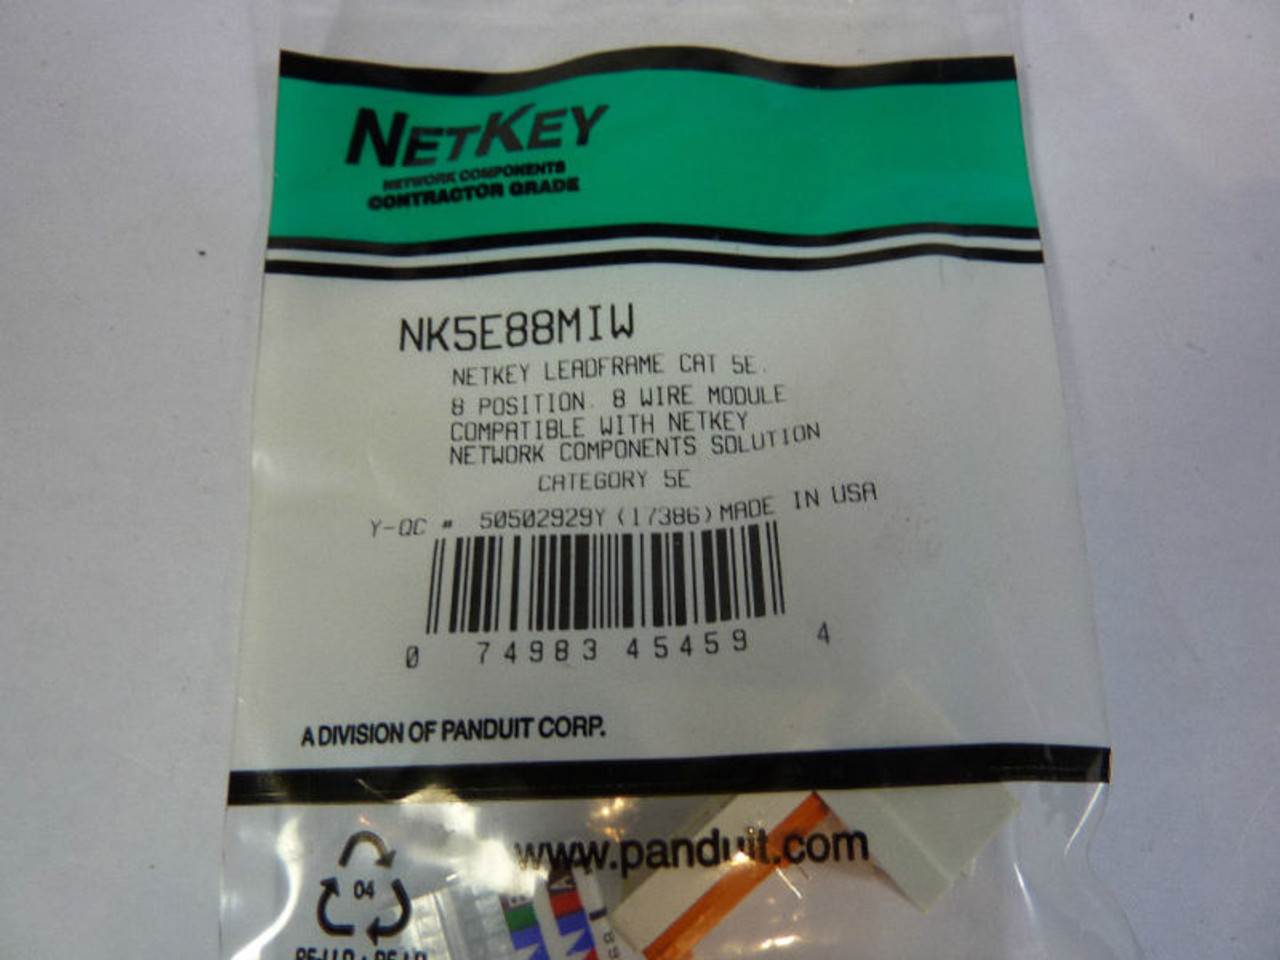 NETKEY
NETWORK COMPONENTS
CONTRACTOR GRADE
NK5E88MIW
NETKEY LEADFRAME CAT 5E.
8 POSITION. 8 WIRE MODULE
COMPATIBLE WITH NETKEY
NETWORK COMPONENTS SOLUTION
CATEGORY 5E
Y-QC # 50502929Y (17386) MADE IN USA
0 74983 45459 4
A DIVISION OF PANDUIT CORP.
www.panduit.com
04